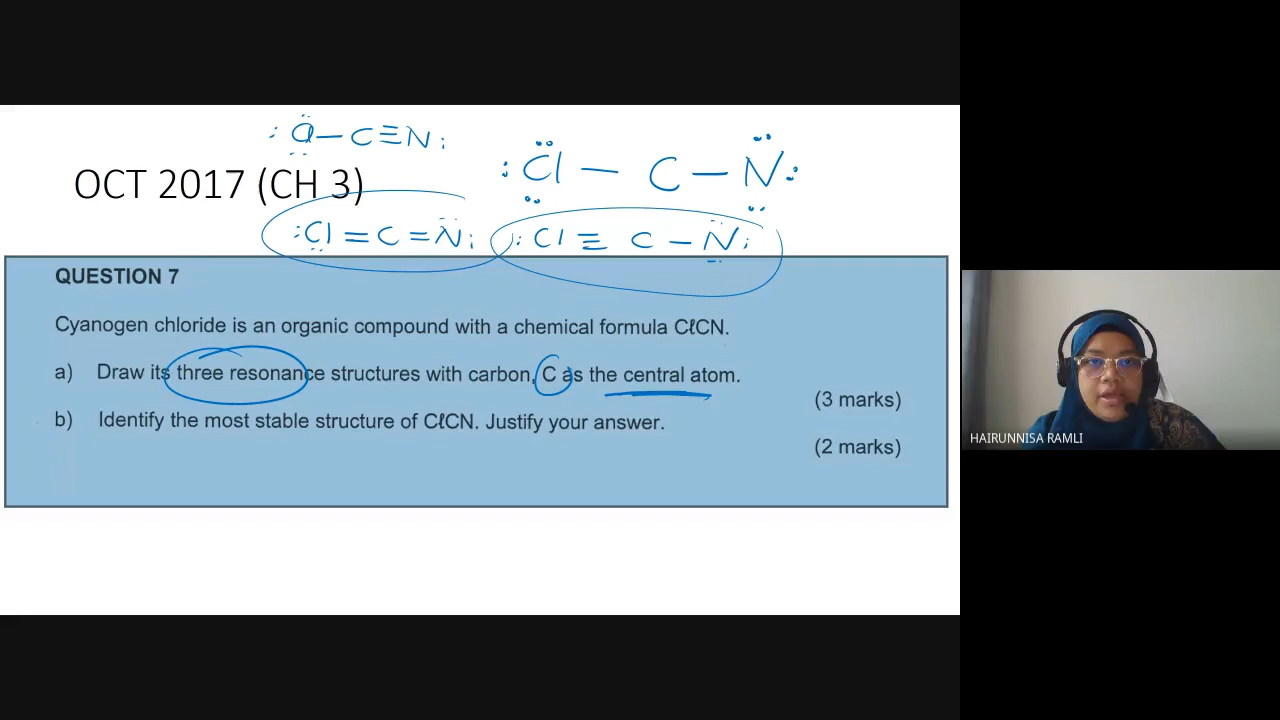 Cl — C ≡ N
Cl — C — N
OCT 2017 (CH 3)
Cl = C = N
Cl ≡ C — N
QUESTION 7
Cyanogen chloride is an organic compound with a chemical formula CℓCN.
a) Draw its three resonance structures with carbon, C as the central atom.
(3 marks)
b) Identify the most stable structure of CℓCN. Justify your answer.
(2 marks)
HAIRUNNISA RAMLI